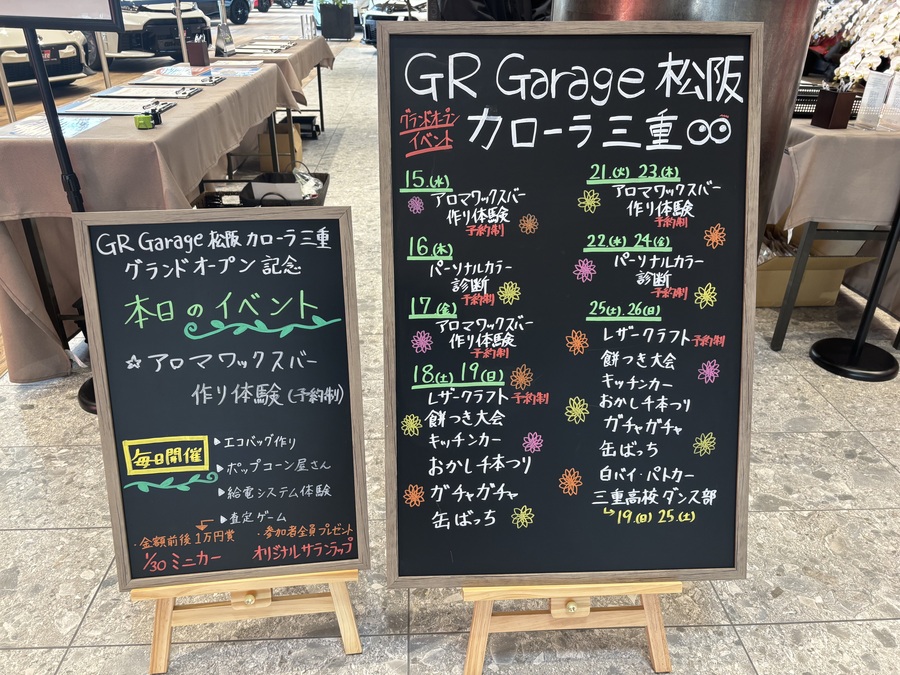 GR Garage 松阪 カローラ三重
グランドオープン記念
本日のイベント
☆アロマワックスバー
作り体験(予約制)
毎日開催
▶エコバッグ作り
▶ポップコーン屋さん
▶給電システム体験
▶査定ゲーム
・金額前後1万円賞
1/30 ミニカー
・参加者全員プレゼント
オリジナルサランラップ
GR Garage 松阪
グランドオープン
イベント
カローラ三重
15.(水)
アロマワックスバー
作り体験
予約制
16.(木)
パーソナルカラー
診断
予約制
17.(金)
アロマワックスバー
作り体験
予約制
18.(土) 19(日)
レザークラフト予約制
餅つき大会
キッチンカー
おかし千本つり
ガチャガチャ
缶ばっち
21.(火) 23.(木)
アロマワックスバー
作り体験
予約制
22(水) 24(金)
パーソナルカラー
診断
予約制
25(土). 26(日)
レザークラフト予約制
餅つき大会
キッチンカー
おかし千本つり
ガチャガチャ
缶ばっち
白バイ・パトカー
三重高校ダンス部
↳19.(日) 25.(土)